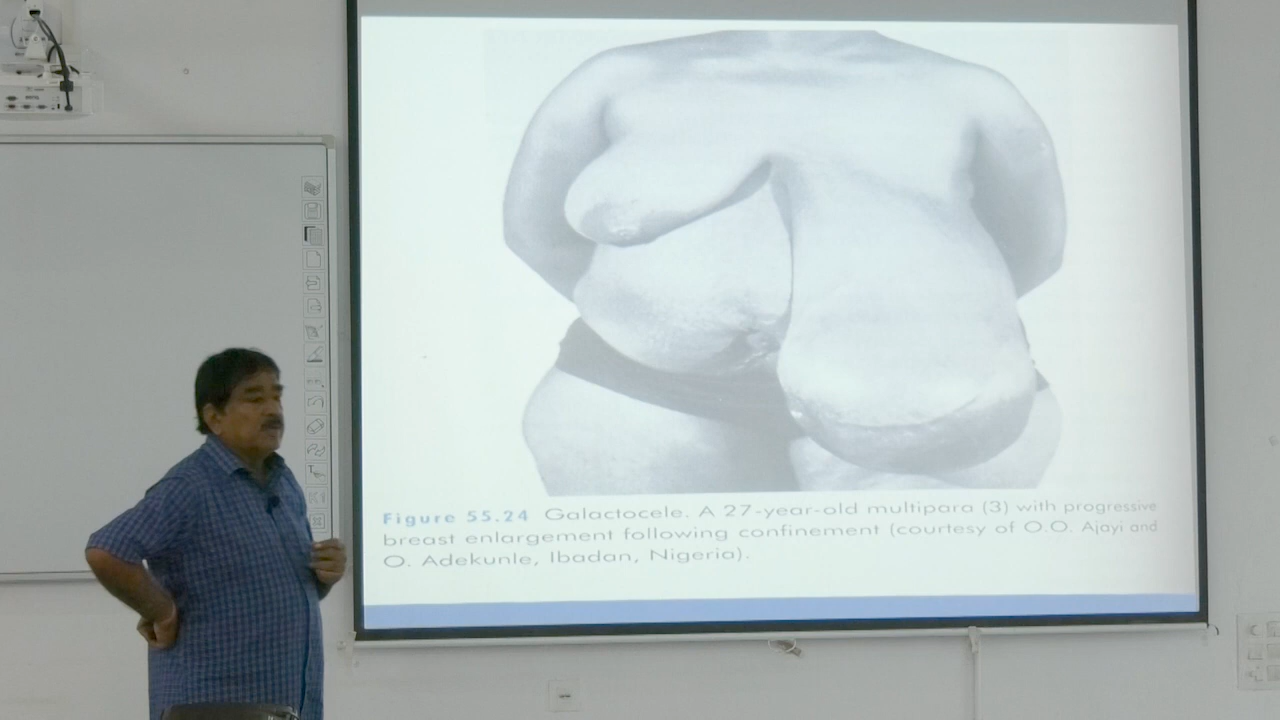 Figure 55.24 Galactocele. A 27-year-old multipara (3) with progressive
breast enlargement following confinement (courtesy of O.O. Ajayi and
O. Adekunle, Ibadan, Nigeria).